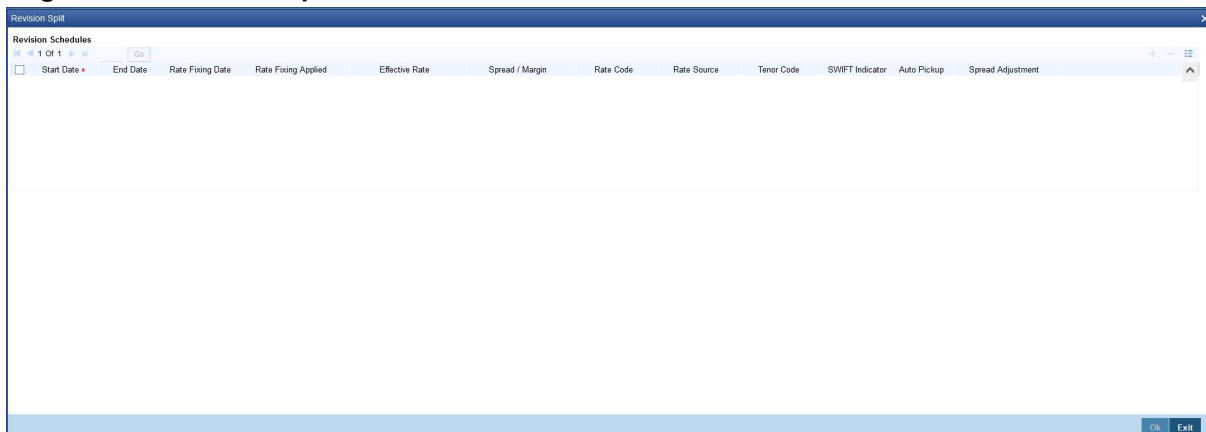 Revision Split
Revision Schedules
1 Of 1 Go
Start Date * End Date Rate Fixing Date Rate Fixing Applied Effective Rate Spread / Margin Rate Code Rate Source Tenor Code SWIFT Indicator Auto Pickup Spread Adjustment
Ok Exit